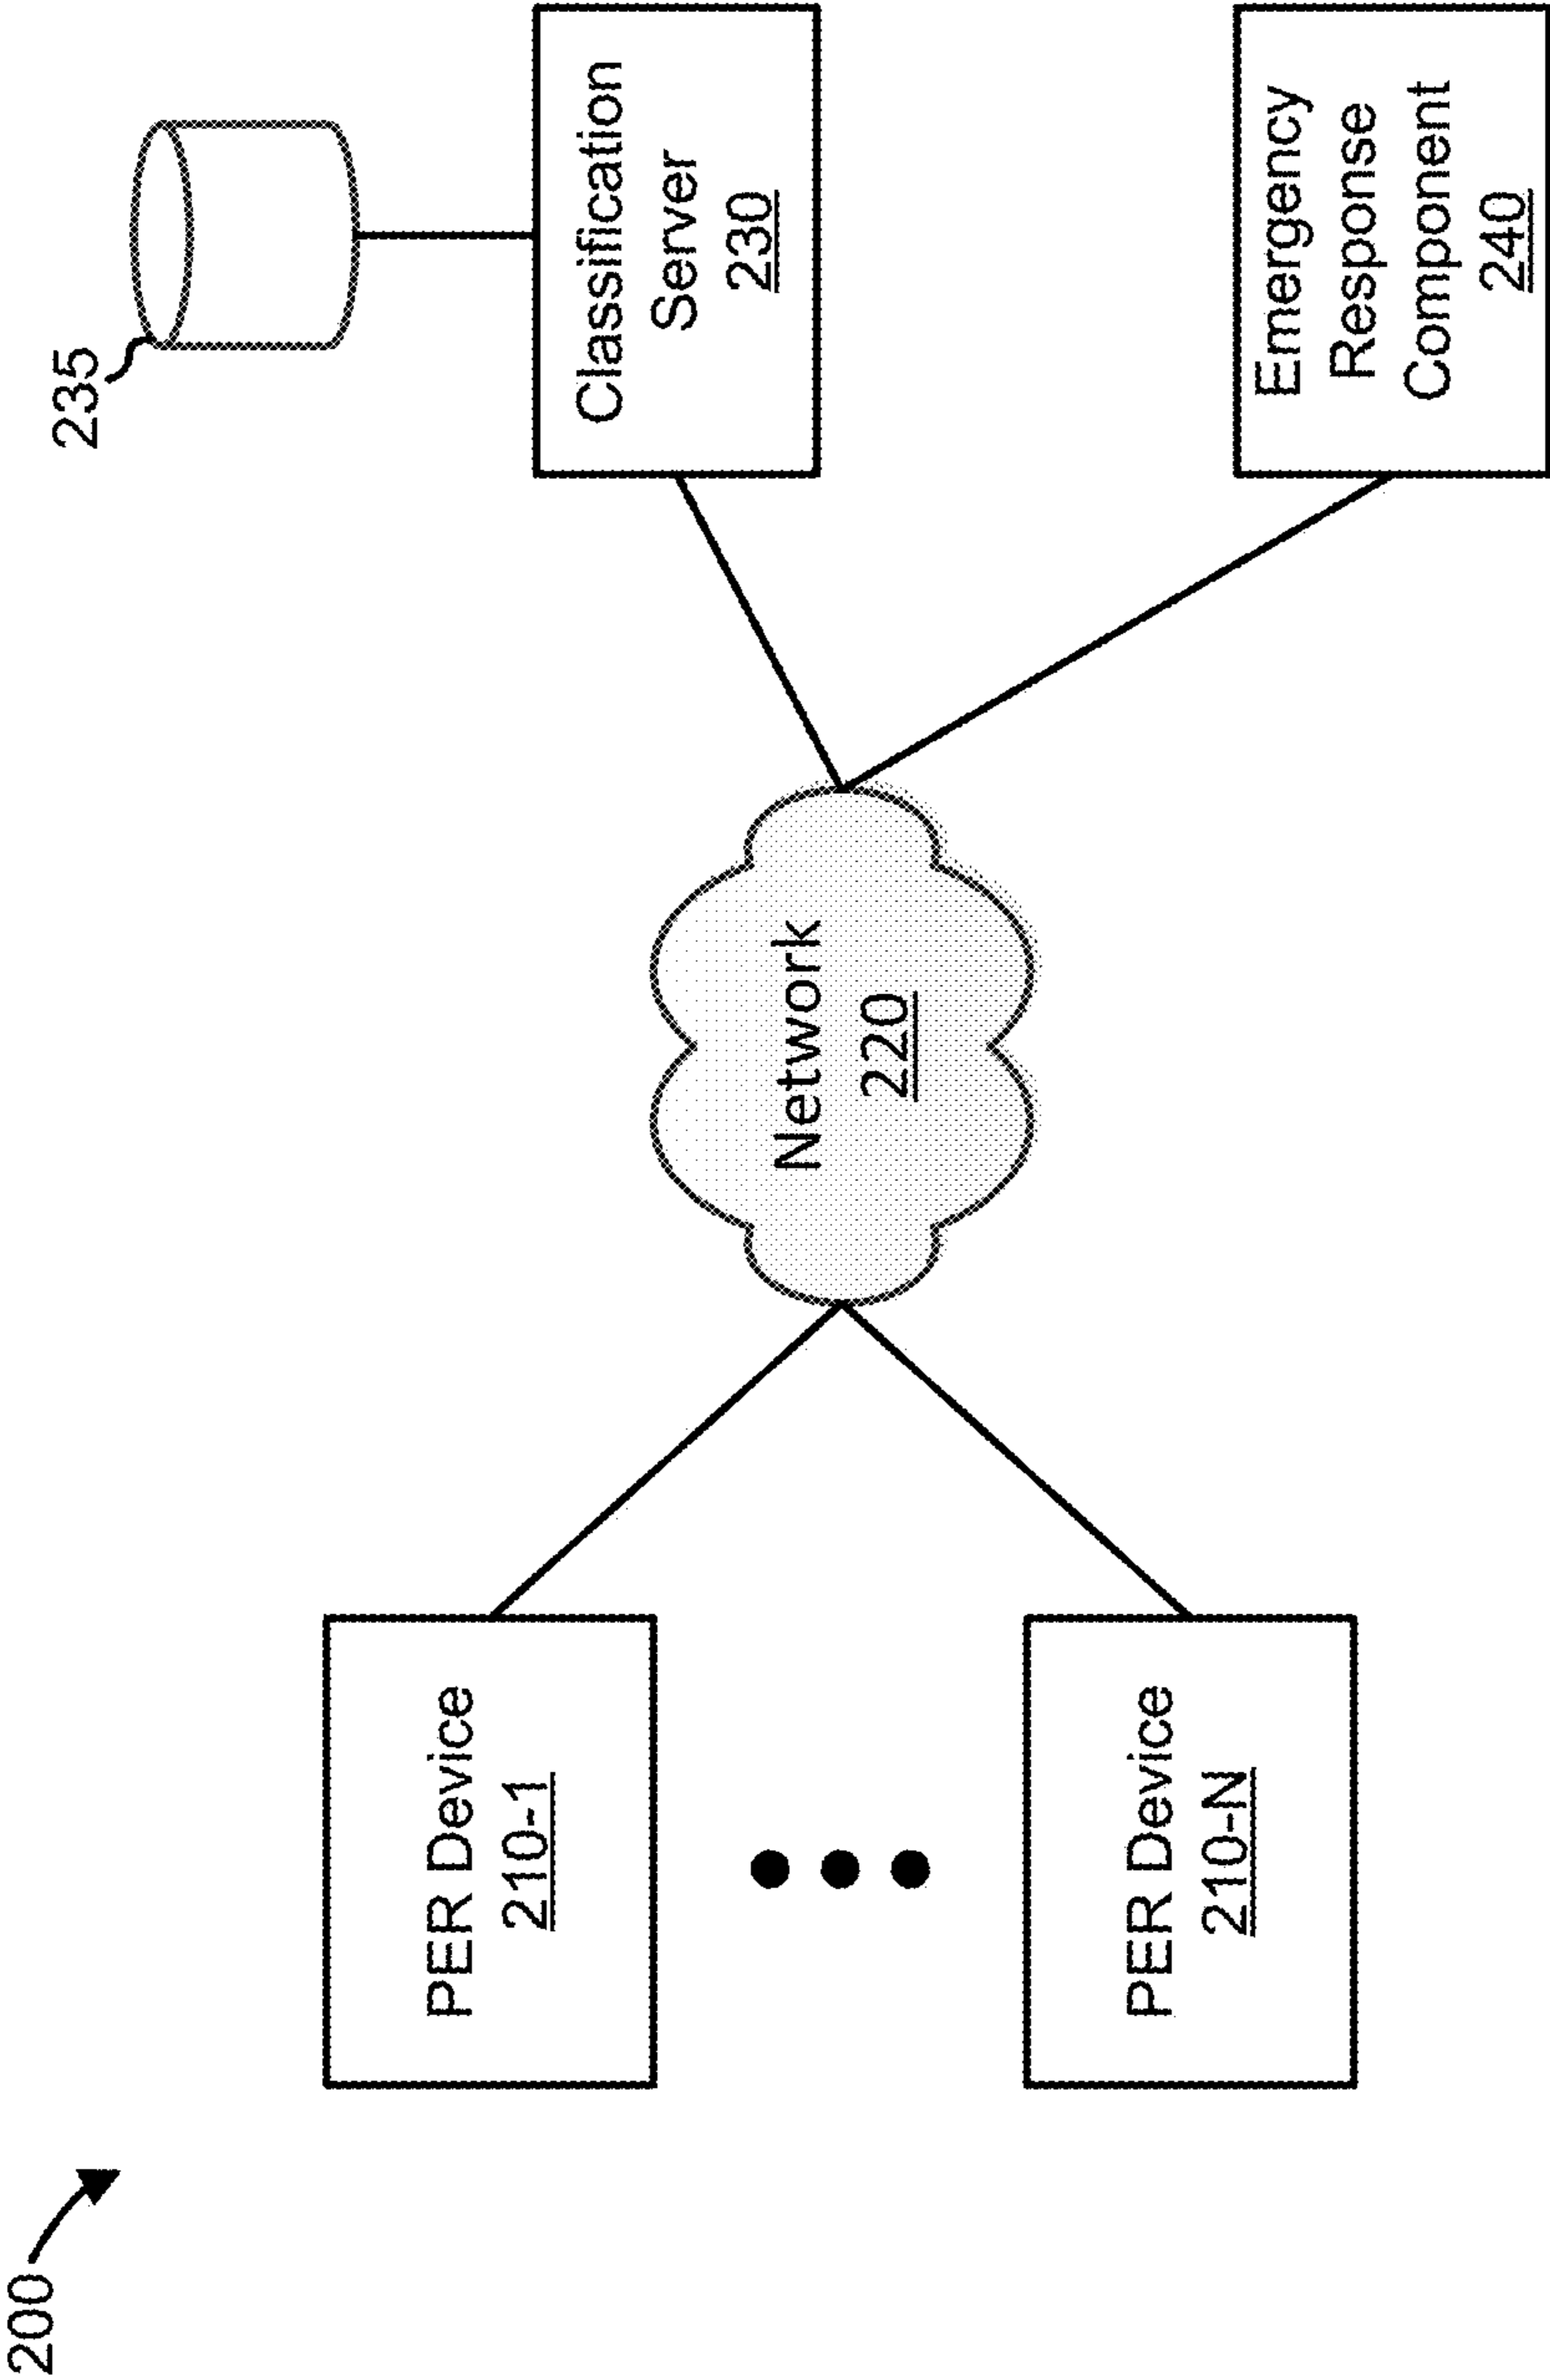 200
PER Device
210-1
PER Device
210-N
Network
220
235
Classification
Server
230
Emergency
Response
Component
240